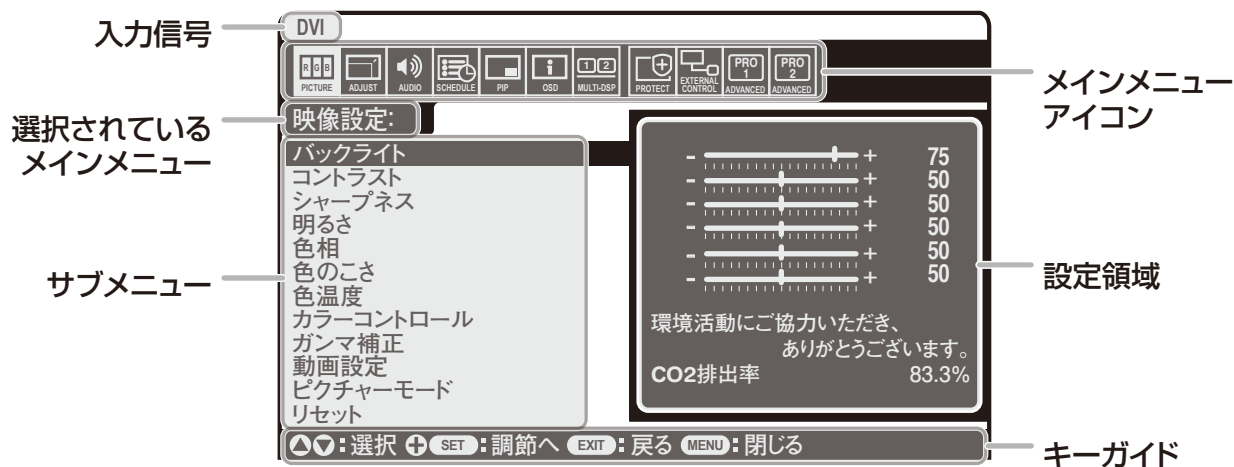 入力信号
DVI
R G B
PICTURE
ADJUST
AUDIO
SCHEDULE
PIP
i
OSD
1 2
MULTI-DSP
PROTECT
EXTERNAL
CONTROL
PRO
1
ADVANCED
PRO
2
ADVANCED
メインメニュー
アイコン
選択されている
メインメニュー
映像設定:
サブメニュー
バックライト
コントラスト
シャープネス
明るさ
色相
色のこさ
色温度
カラーコントロール
ガンマ補正
動画設定
ピクチャーモード
リセット
- + 75
- + 50
- + 50
- + 50
- + 50
- + 50
環境活動にご協力いただき、
ありがとうございます。
CO2排出率 83.3%
設定領域
:選択 SET:調節へ EXIT:戻る MENU:閉じる
キーガイド